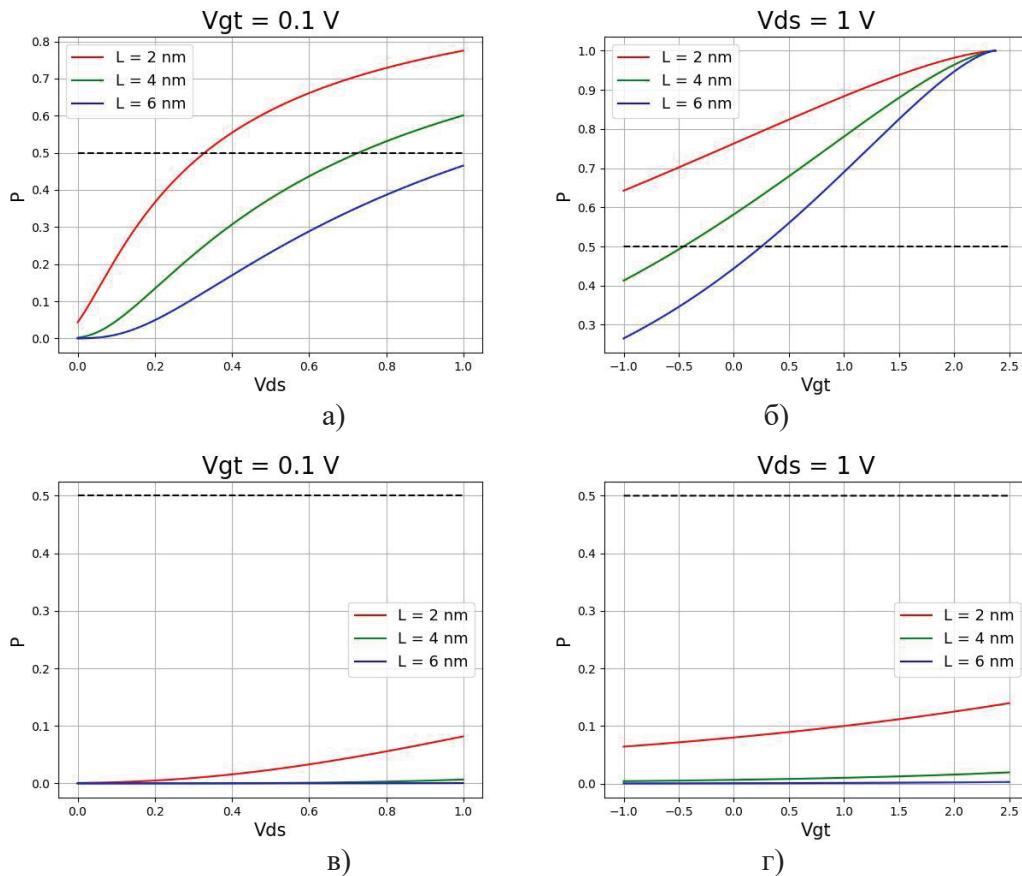 Vgt = 0.1 V
P
0.8
0.7
0.6
0.5
0.4
0.3
0.2
0.1
0.0
L = 2 nm
L = 4 nm
L = 6 nm
0.0 0.2 0.4 0.6 0.8 1.0
Vds
а)
Vds = 1 V
P
1.0
0.9
0.8
0.7
0.6
0.5
0.4
0.3
L = 2 nm
L = 4 nm
L = 6 nm
−1.0 −0.5 0.0 0.5 1.0 1.5 2.0 2.5
Vgt
б)
Vgt = 0.1 V
P
0.5
0.4
0.3
0.2
0.1
0.0
L = 2 nm
L = 4 nm
L = 6 nm
0.0 0.2 0.4 0.6 0.8 1.0
Vds
в)
Vds = 1 V
P
0.5
0.4
0.3
0.2
0.1
0.0
L = 2 nm
L = 4 nm
L = 6 nm
−1.0 −0.5 0.0 0.5 1.0 1.5 2.0 2.5
Vgt
г)